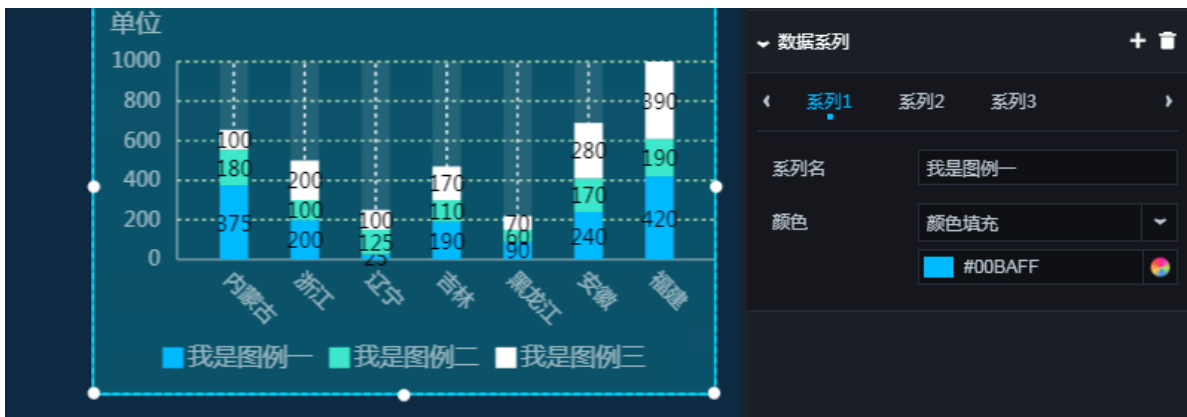 单位
1000
800
600
400
200
0
100
180
375
200
100
200
100
125
25
170
110
190
70
60
90
280
170
240
390
190
420
内蒙古
浙江
辽宁
吉林
黑龙江
安徽
福建
我是图例一 我是图例二 我是图例三
数据系列
系列1 系列2 系列3
系列名 我是图例一
颜色 颜色填充
#00BAFF